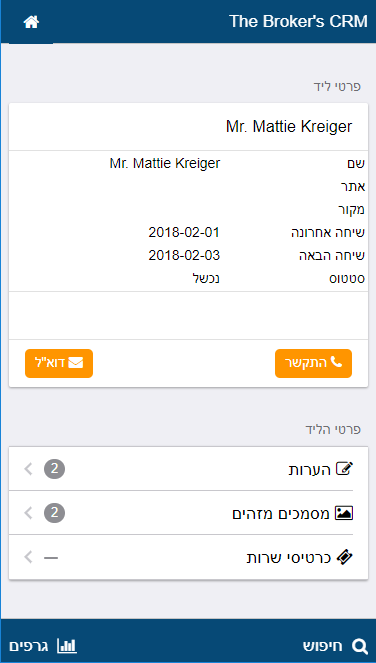 The Broker's CRM
פרטי ליד
Mr. Mattie Kreiger
שם Mr. Mattie Kreiger
אתר
מקור
שיחה אחרונה 2018-02-01
שיחה הבאה 2018-02-03
סטטוס נכשל
התקשר דוא"ל
פרטי הליד
הערות 2
מסמכים מזהים 2
כרטיסי שרות —
חיפוש גרפים